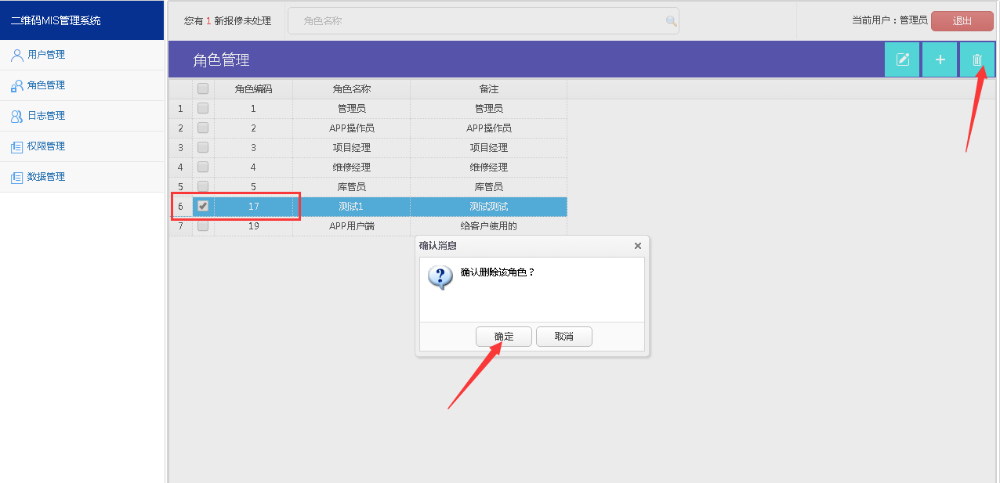 二维码MIS管理系统
您有 1 新报修未处理
角色名称
当前用户：管理员
退出
用户管理
角色管理
日志管理
权限管理
数据管理
角色管理
角色编码 角色名称 备注
1 1 管理员 管理员
2 2 APP操作员 APP操作员
3 3 项目经理 项目经理
4 4 维修经理 维修经理
5 5 库管员 库管员
6 17 测试1 测试测试
7 19 APP用户端 给客户使用的
确认消息
确认删除该角色？
确定 取消